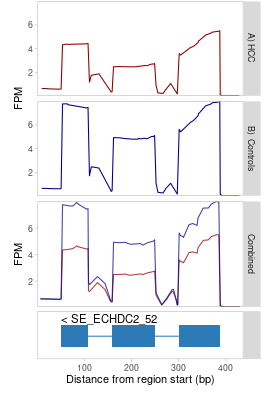 FPM
6
4
2
A) HCC
FPM
6
4
2
B) Controls
FPM
6
4
2
Combined
< SE_ECHDC2_52
100 200 300 400
Distance from region start (bp)